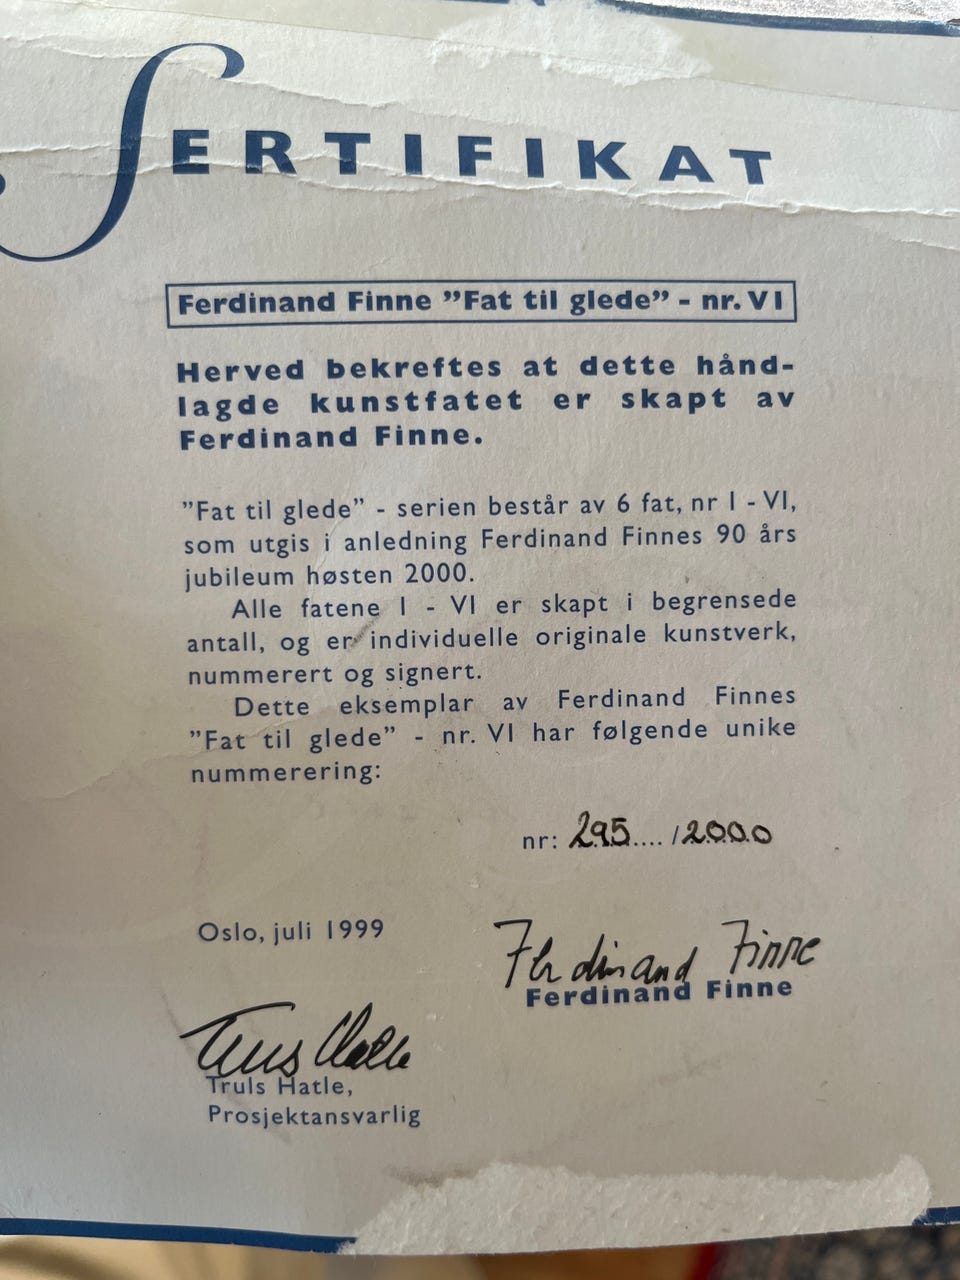 SERTIFIKAT
Ferdinand Finne ”Fat til glede” - nr. VI
Herved bekreftes at dette hånd-
lagde kunstfatet er skapt av
Ferdinand Finne.
”Fat til glede” - serien består av 6 fat, nr I - VI,
som utgis i anledning Ferdinand Finnes 90 års
jubileum høsten 2000.
Alle fatene I - VI er skapt i begrensede
antall, og er individuelle originale kunstverk,
nummerert og signert.
Dette eksemplar av Ferdinand Finnes
”Fat til glede” - nr. VI har følgende unike
nummerering:
nr: 295.... /2000
Oslo, juli 1999
Ferdinand Finne
Ferdinand Finne
Truls Hatle
Truls Hatle,
Prosjektansvarlig